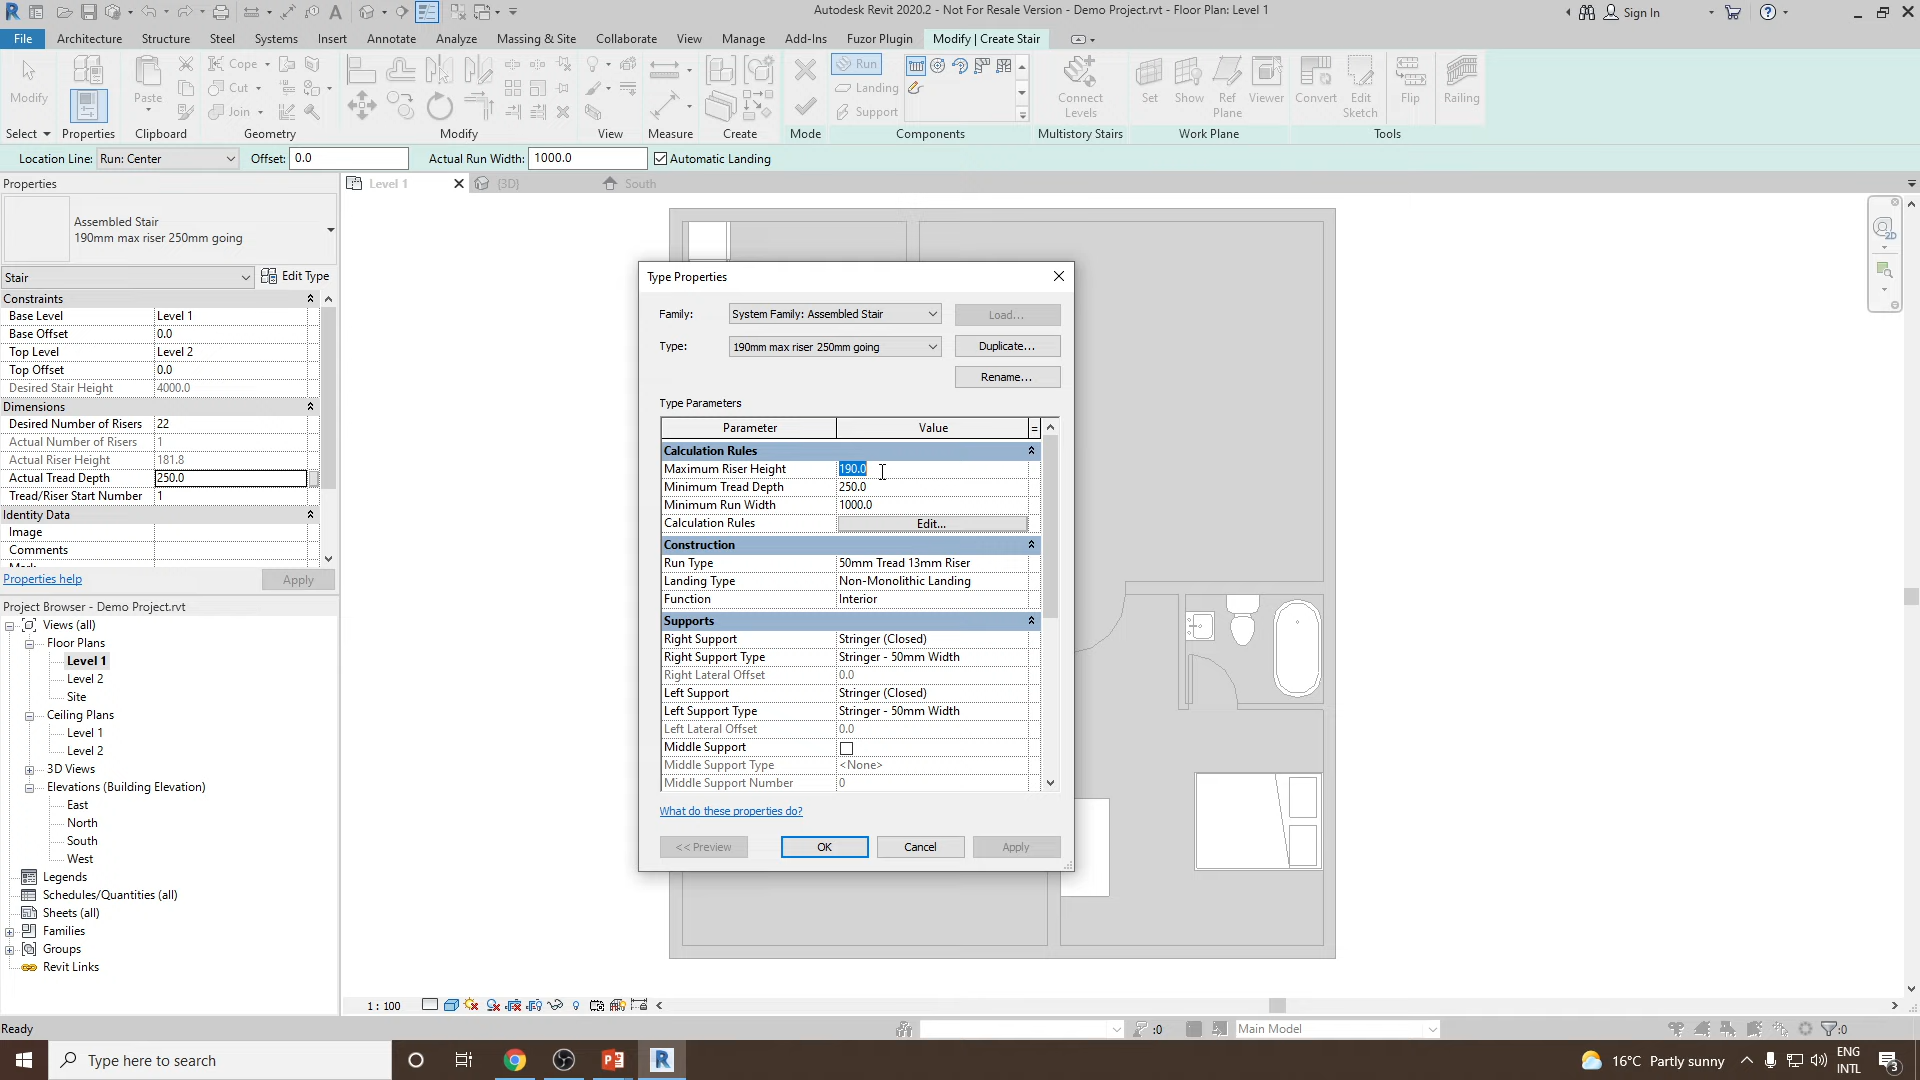 Autodesk Revit 2020.2 - Not For Resale Version - Demo Project.rvt - Floor Plan: Level 1
Sign In
File Architecture Structure Steel Systems Insert Annotate Analyze Massing & Site Collaborate View Manage Add-Ins Fuzor Plugin Modify | Create Stair
Modify
Paste
Cope
Cut
Join
Run
Landing
Support
Connect Levels
Set
Show
Ref Plane
Viewer
Convert
Edit Sketch
Flip
Railing
Select Properties Clipboard Geometry Modify View Measure Create Mode Components Multistory Stairs Work Plane Tools
Location Line: Run: Center Offset: 0.0 Actual Run Width: 1000.0 Automatic Landing
Properties
Level 1 {3D} South
Assembled Stair
190mm max riser 250mm going
Stair Edit Type
Constraints
Base Level Level 1
Base Offset 0.0
Top Level Level 2
Top Offset 0.0
Desired Stair Height 4000.0
Dimensions
Desired Number of Risers 22
Actual Number of Risers 1
Actual Riser Height 181.8
Actual Tread Depth 250.0
Tread/Riser Start Number 1
Identity Data
Image
Comments
Properties help Apply
Project Browser - Demo Project.rvt
Views (all)
Floor Plans
Level 1
Level 2
Site
Ceiling Plans
Level 1
Level 2
3D Views
Elevations (Building Elevation)
East
North
South
West
Legends
Schedules/Quantities (all)
Sheets (all)
Families
Groups
Revit Links
Type Properties
Family: System Family: Assembled Stair Load...
Type: 190mm max riser 250mm going Duplicate...
Rename...
Type Parameters
Parameter Value =
Calculation Rules
Maximum Riser Height 190.0
Minimum Tread Depth 250.0
Minimum Run Width 1000.0
Calculation Rules Edit...
Construction
Run Type 50mm Tread 13mm Riser
Landing Type Non-Monolithic Landing
Function Interior
Supports
Right Support Stringer (Closed)
Right Support Type Stringer - 50mm Width
Right Lateral Offset 0.0
Left Support Stringer (Closed)
Left Support Type Stringer - 50mm Width
Left Lateral Offset 0.0
Middle Support
Middle Support Type <None>
Middle Support Number 0
What do these properties do?
<< Preview OK Cancel Apply
1 : 100
Ready :0 Main Model :0
Type here to search 16°C Partly sunny ENG INTL 3